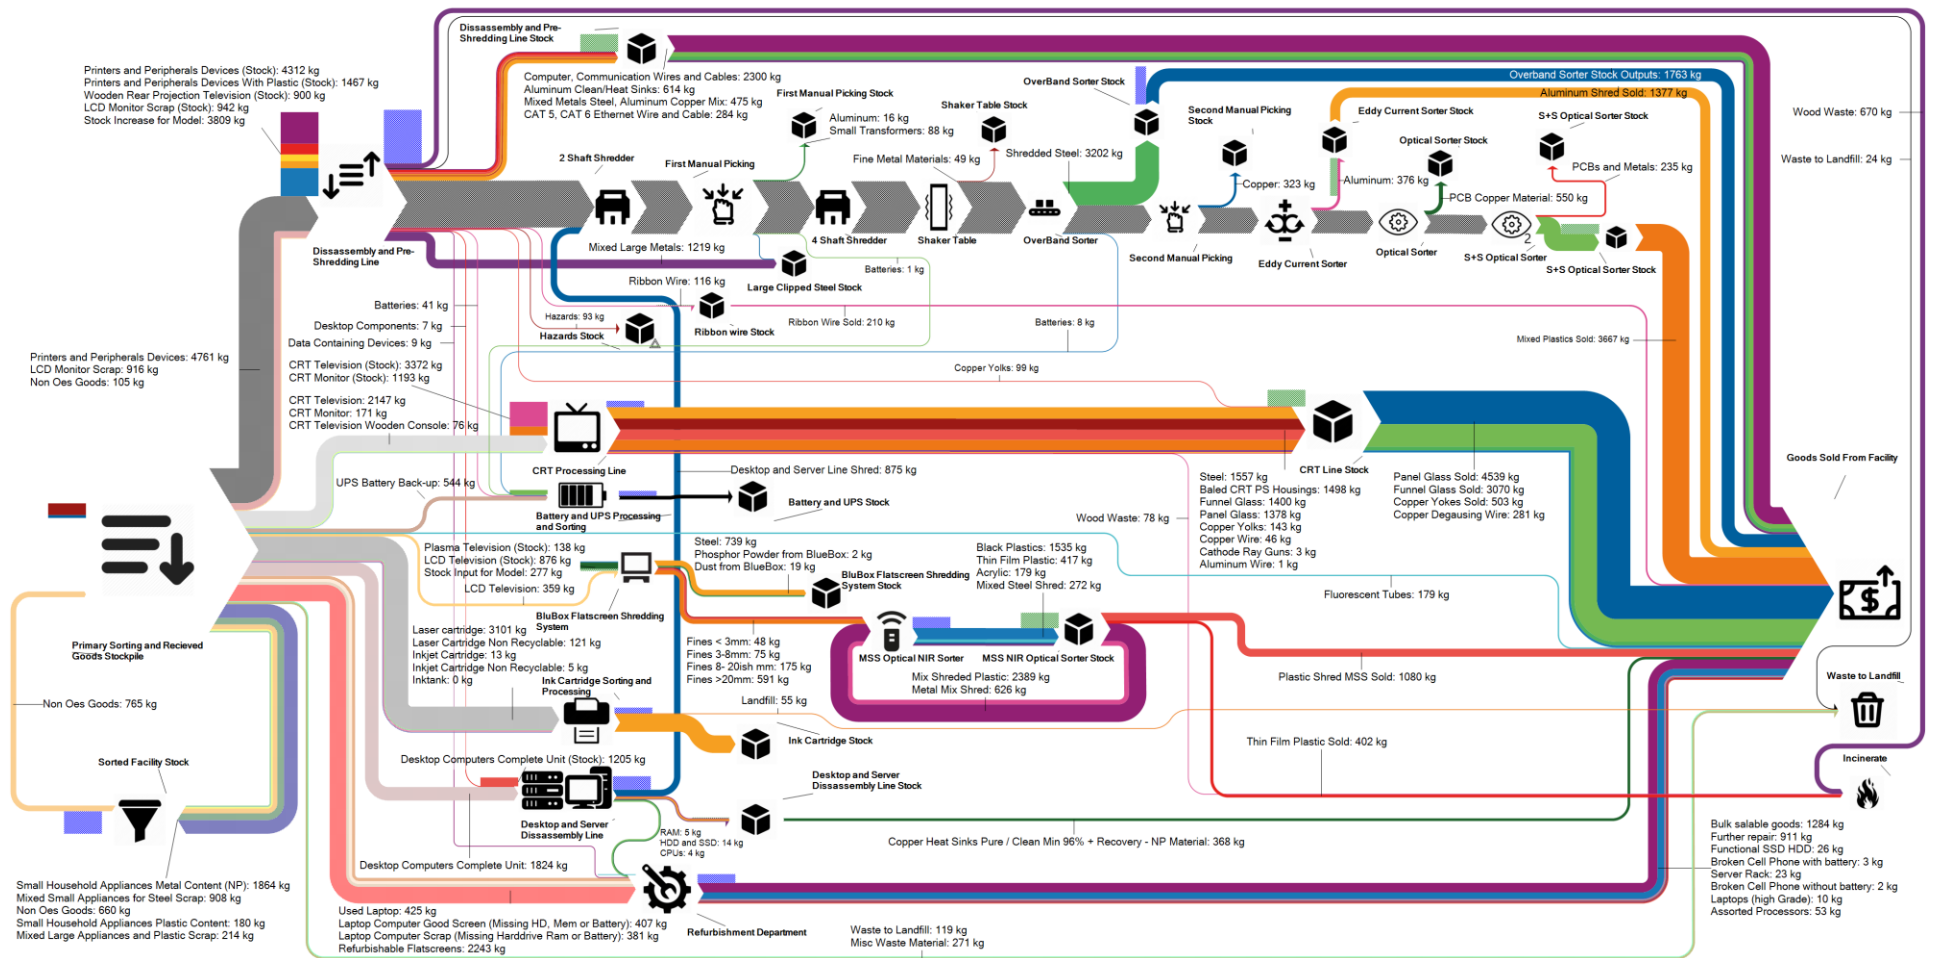 Dissassembly and Pre-
Shredding Line Stock
Printers and Peripherals Devices (Stock): 4312 kg
Printers and Peripherals Devices With Plastic (Stock): 1467 kg
Wooden Rear Projection Television (Stock): 900 kg
LCD Monitor Scrap (Stock): 942 kg
Stock Increase for Model: 3809 kg
Computer, Communication Wires and Cables: 2300 kg
Aluminum Clean/Heat Sinks: 614 kg
Mixed Metals Steel, Aluminum Copper Mix: 475 kg
CAT 5, CAT 6 Ethernet Wire and Cable: 284 kg
First Manual Picking Stock
Aluminum: 16 kg
Small Transformers: 88 kg
Shaker Table Stock
Fine Metal Materials: 49 kg
OverBand Sorter Stock
Shredded Steel: 3202 kg
Overband Sorter Stock Outputs: 1763 kg
Aluminum Shred Sold: 1377 kg
Second Manual Picking
Stock
Eddy Current Sorter Stock
Optical Sorter Stock
S+S Optical Sorter Stock
Wood Waste: 670 kg
Waste to Landfill: 24 kg
PCBs and Metals: 235 kg
Copper: 323 kg
Aluminum: 376 kg
PCB Copper Material: 550 kg
2 Shaft Shredder
First Manual Picking
4 Shaft Shredder
Shaker Table
OverBand Sorter
Second Manual Picking
Eddy Current Sorter
Optical Sorter
2
S+S Optical Sorter
S+S Optical Sorter Stock
Dissassembly and Pre-
Shredding Line
Mixed Large Metals: 1219 kg
Large Clipped Steel Stock
Batteries: 1 kg
Ribbon Wire: 116 kg
Ribbon wire Stock
Ribbon Wire Sold: 210 kg
Batteries: 8 kg
Hazards: 93 kg
Hazards Stock
Batteries: 41 kg
Desktop Components: 7 kg
Data Containing Devices: 9 kg
Mixed Plastics Sold: 3667 kg
Printers and Peripherals Devices: 4761 kg
LCD Monitor Scrap: 916 kg
Non Oes Goods: 105 kg
CRT Television (Stock): 3372 kg
CRT Monitor (Stock): 1193 kg
CRT Television: 2147 kg
CRT Monitor: 171 kg
CRT Television Wooden Console: 76 kg
Copper Yolks: 99 kg
CRT Processing Line
CRT Line Stock
Goods Sold From Facility
Desktop and Server Line Shred: 875 kg
UPS Battery Back-up: 544 kg
Battery and UPS Processing
and Sorting
Battery and UPS Stock
Wood Waste: 78 kg
Steel: 1557 kg
Baled CRT PS Housings: 1498 kg
Funnel Glass: 1400 kg
Panel Glass: 1378 kg
Copper Yolks: 143 kg
Copper Wire: 46 kg
Cathode Ray Guns: 3 kg
Aluminum Wire: 1 kg
Panel Glass Sold: 4539 kg
Funnel Glass Sold: 3070 kg
Copper Yokes Sold: 503 kg
Copper Degausing Wire: 281 kg
Plasma Television (Stock): 138 kg
LCD Television (Stock): 876 kg
Stock Input for Model: 277 kg
LCD Television: 359 kg
BluBox Flatscreen Shredding
System
Steel: 739 kg
Phosphor Powder from BlueBox: 2 kg
Dust from BlueBox: 19 kg
BluBox Flatscreen Shredding
System Stock
Black Plastics: 1535 kg
Thin Film Plastic: 417 kg
Acrylic: 179 kg
Mixed Steel Shred: 272 kg
Fluorescent Tubes: 179 kg
Primary Sorting and Recieved
Goods Stockpile
Laser cartridge: 3101 kg
Laser Cartridge Non Recyclable: 121 kg
Inkjet Cartridge: 13 kg
Inkjet Cartridge Non Recyclable: 5 kg
Inktank: 0 kg
Ink Cartridge Sorting and
Processing
Fines < 3mm: 48 kg
Fines 3-8mm: 75 kg
Fines 8- 20ish mm: 175 kg
Fines >20mm: 591 kg
MSS Optical NIR Sorter
MSS NIR Optical Sorter Stock
Mix Shreded Plastic: 2389 kg
Metal Mix Shred: 626 kg
Plastic Shred MSS Sold: 1080 kg
Waste to Landfill
$
Landfill: 55 kg
Ink Cartridge Stock
Non Oes Goods: 765 kg
Thin Film Plastic Sold: 402 kg
Incinerate
Sorted Facility Stock
Desktop Computers Complete Unit (Stock): 1205 kg
Desktop and Server
Dissassembly Line Stock
Desktop and Server
Dissassembly Line
RAM: 5 kg
HDD and SSD: 14 kg
CPUs: 4 kg
Copper Heat Sinks Pure / Clean Min 96% + Recovery - NP Material: 368 kg
Bulk salable goods: 1284 kg
Further repair: 911 kg
Functional SSD HDD: 26 kg
Broken Cell Phone with battery: 3 kg
Server Rack: 23 kg
Broken Cell Phone without battery: 2 kg
Laptops (high Grade): 10 kg
Assorted Processors: 53 kg
Desktop Computers Complete Unit: 1824 kg
Small Household Appliances Metal Content (NP): 1864 kg
Mixed Small Appliances for Steel Scrap: 908 kg
Non Oes Goods: 660 kg
Small Household Appliances Plastic Content: 180 kg
Mixed Large Appliances and Plastic Scrap: 214 kg
Used Laptop: 425 kg
Laptop Computer Good Screen (Missing HD, Mem or Battery): 407 kg
Laptop Computer Scrap (Missing Harddrive Ram or Battery): 381 kg
Refurbishable Flatscreens: 2243 kg
Refurbishment Department
Waste to Landfill: 119 kg
Misc Waste Material: 271 kg